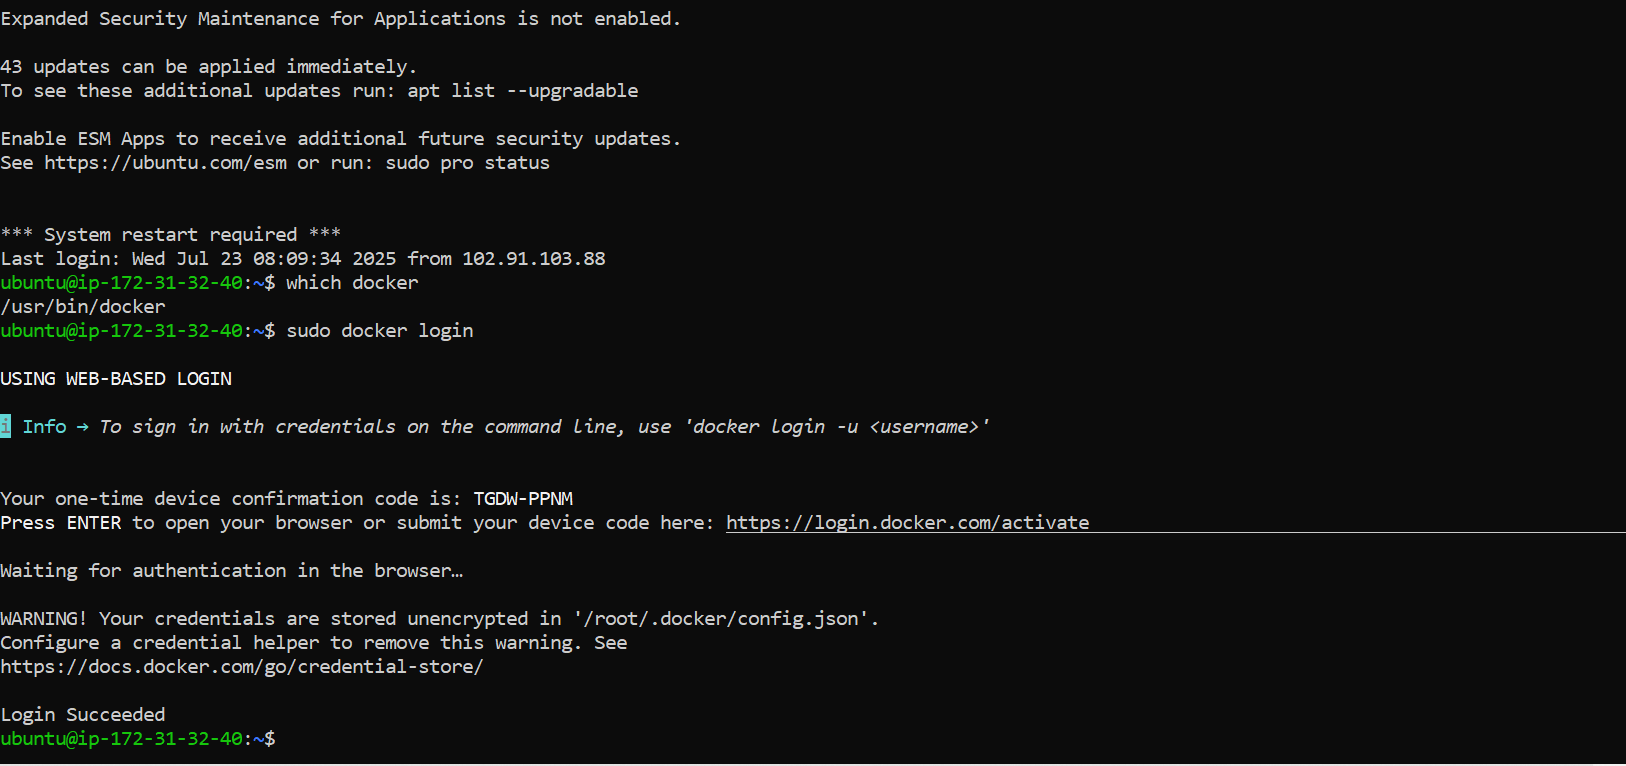 Expanded Security Maintenance for Applications is not enabled.
43 updates can be applied immediately.
To see these additional updates run: apt list --upgradable
Enable ESM Apps to receive additional future security updates.
See https://ubuntu.com/esm or run: sudo pro status
*** System restart required ***
Last login: Wed Jul 23 08:09:34 2025 from 102.91.103.88
ubuntu@ip-172-31-32-40:~$ which docker
/usr/bin/docker
ubuntu@ip-172-31-32-40:~$ sudo docker login
USING WEB-BASED LOGIN
i Info → To sign in with credentials on the command line, use 'docker login -u <username>'
Your one-time device confirmation code is: TGDW-PPNM
Press ENTER to open your browser or submit your device code here: https://login.docker.com/activate
Waiting for authentication in the browser…
WARNING! Your credentials are stored unencrypted in '/root/.docker/config.json'.
Configure a credential helper to remove this warning. See
https://docs.docker.com/go/credential-store/
Login Succeeded
ubuntu@ip-172-31-32-40:~$